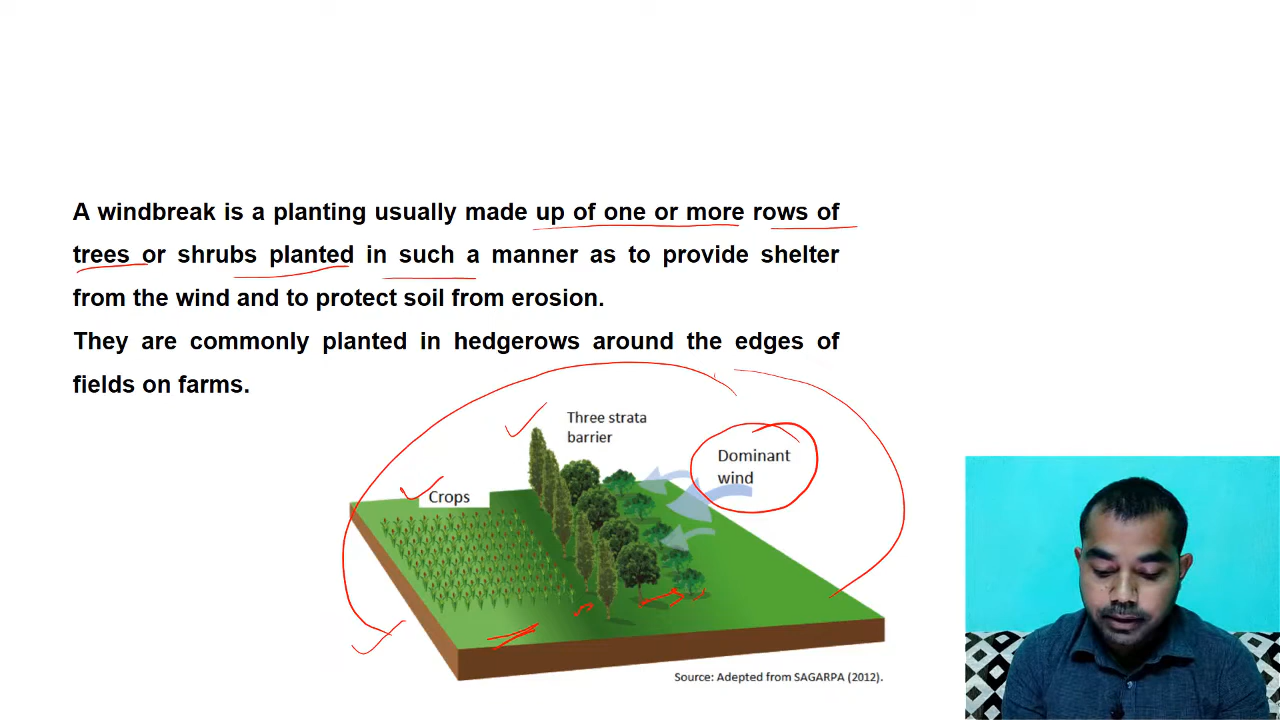 A windbreak is a planting usually made up of one or more rows of
trees or shrubs planted in such a manner as to provide shelter
from the wind and to protect soil from erosion.
They are commonly planted in hedgerows around the edges of
fields on farms.
Three strata
barrier
Dominant
wind
Crops
Source: Adepted from SAGARPA (2012).